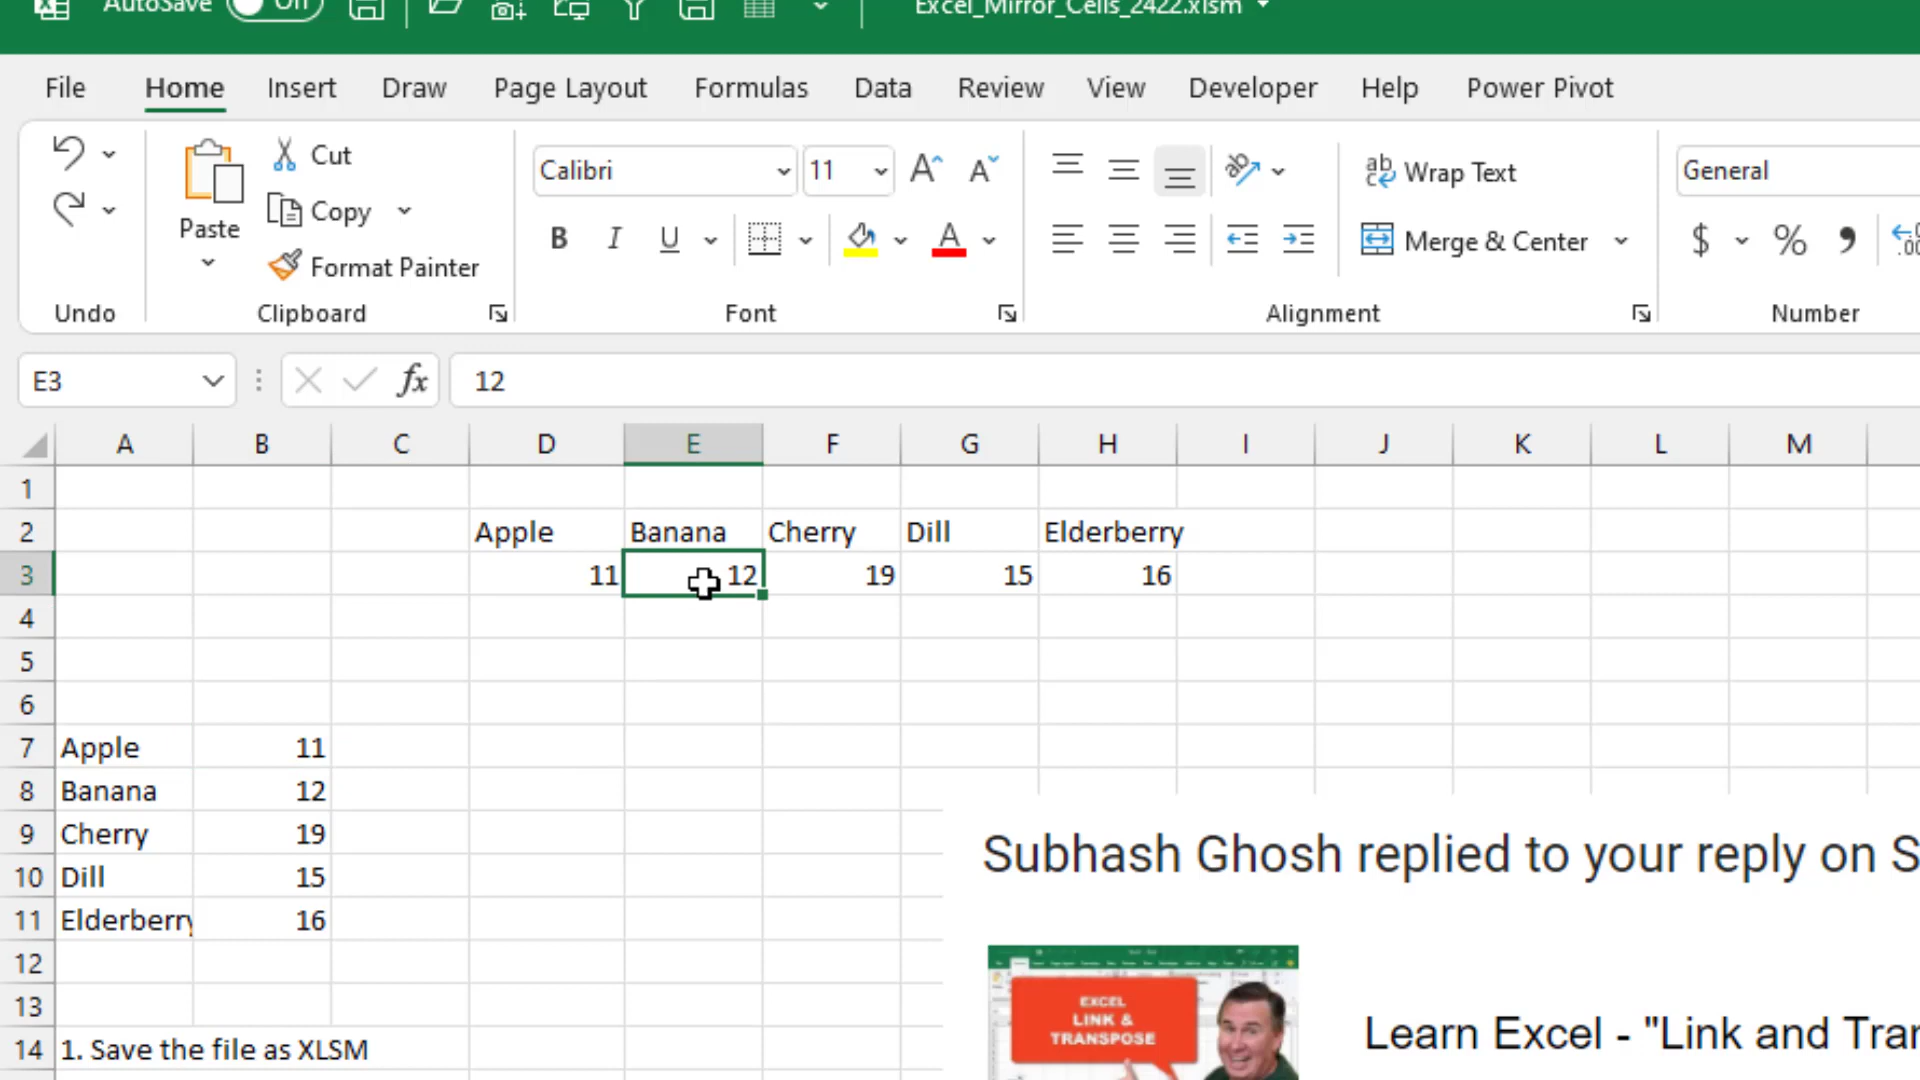 AutoSave Off Excel_Mirror_Cells_2422.xlsm
File Home Insert Draw Page Layout Formulas Data Review View Developer Help Power Pivot
Cut
Copy
Paste
Format Painter
Calibri 11
B I U
Wrap Text
Merge & Center
General
$ % ,
Undo Clipboard Font Alignment Number
E3 fx 12
A B C D E F G H I J K L M
1
2 Apple Banana Cherry Dill Elderberry
3 11 12 19 15 16
4
5
6
7 Apple 11
8 Banana 12
9 Cherry 19
10 Dill 15
11 Elderberry 16
12
13
14 1. Save the file as XLSM
Subhash Ghosh replied to your reply on S
EXCEL
LINK &
TRANSPOSE
Learn Excel - "Link and Tran